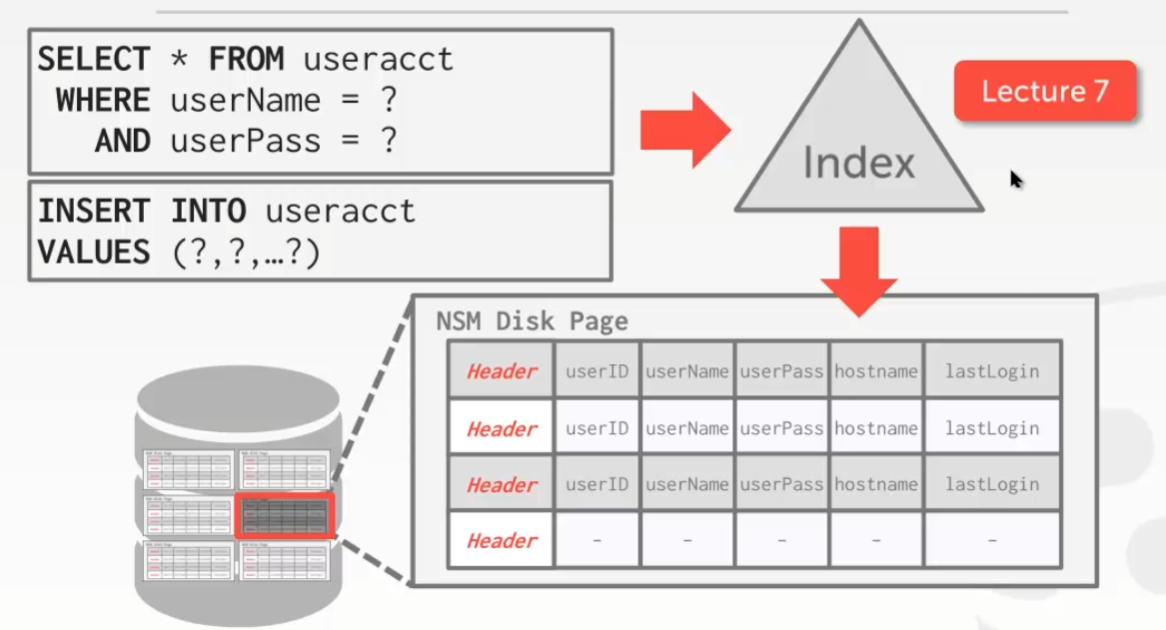 SELECT * FROM useracct
WHERE userName = ?
AND userPass = ?
INSERT INTO useracct
VALUES (?,?,…?)
Index
Lecture 7
NSM Disk Page
Header userID userName userPass hostname lastLogin
Header userID userName userPass hostname lastLogin
Header userID userName userPass hostname lastLogin
Header - - - - -